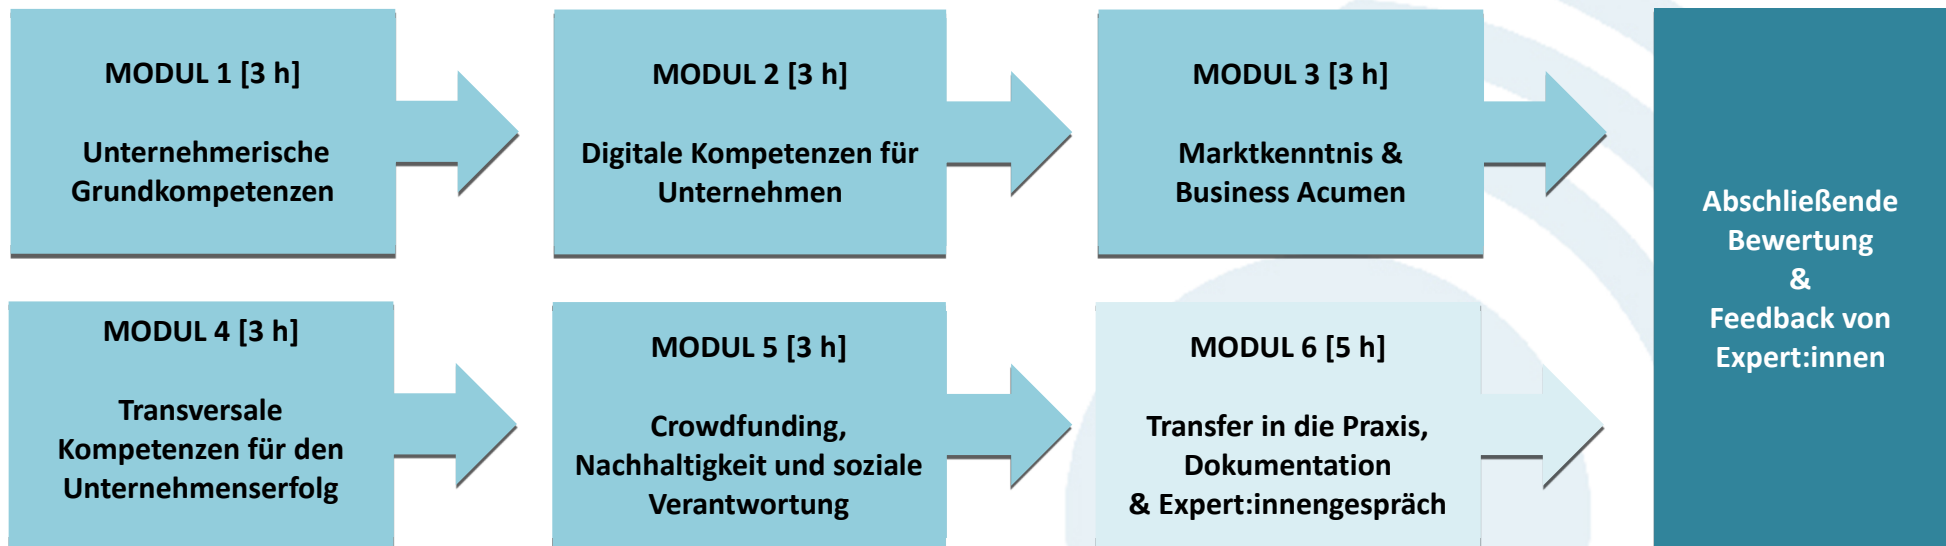 MODUL 1 [3 h]
Unternehmerische
Grundkompetenzen
MODUL 2 [3 h]
Digitale Kompetenzen für
Unternehmen
MODUL 3 [3 h]
Marktkenntnis &
Business Acumen
MODUL 4 [3 h]
Transversale
Kompetenzen für den
Unternehmenserfolg
MODUL 5 [3 h]
Crowdfunding,
Nachhaltigkeit und soziale
Verantwortung
MODUL 6 [5 h]
Transfer in die Praxis,
Dokumentation
& Expert:innengespräch
Abschließende
Bewertung
&
Feedback von
Expert:innen